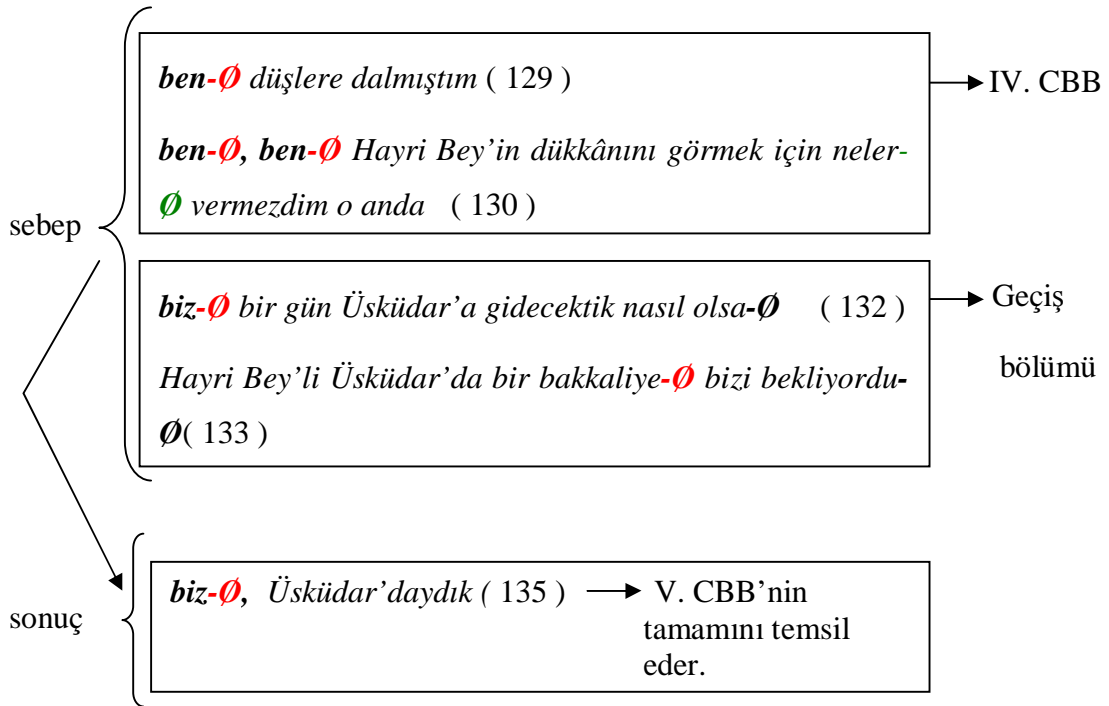 ben-Ø düşlere dalmıştım ( 129 )
IV. CBB
ben-Ø, ben-Ø Hayri Bey’in dükkânını görmek için neler-
Ø vermezdim o anda ( 130 )
sebep
biz-Ø bir gün Üsküdar’a gidecektik nasıl olsa-Ø ( 132 )
Geçiş
bölümü
Hayri Bey’li Üsküdar’da bir bakkaliye-Ø bizi bekliyordu-
Ø( 133 )
biz-Ø, Üsküdar’daydık ( 135 )
V. CBB’nin
tamamını temsil
eder.
sonuç